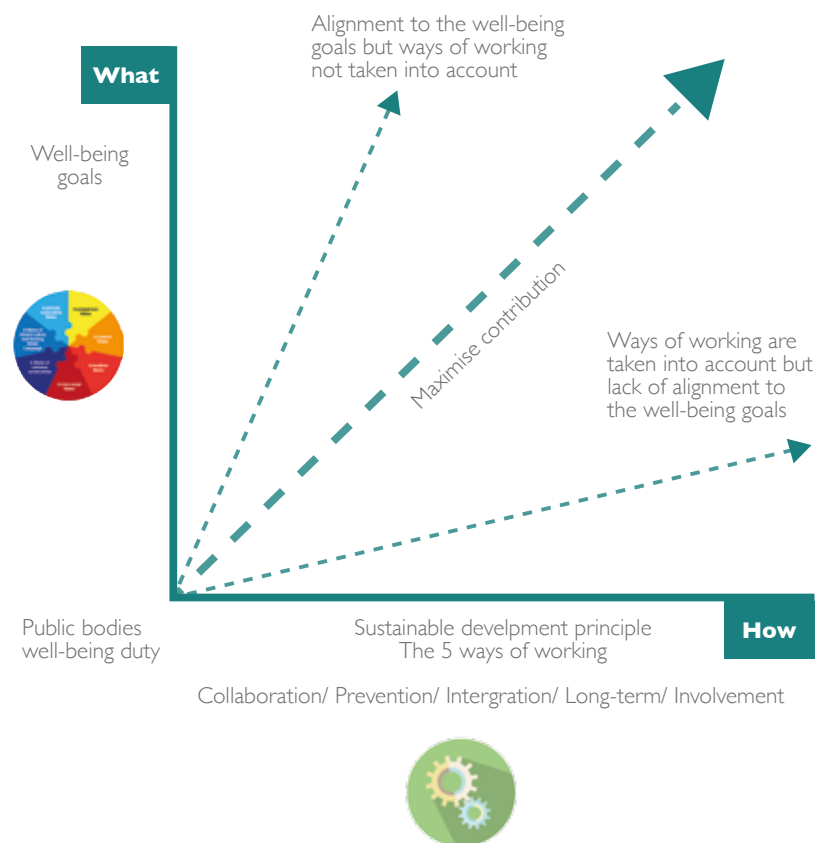 Alignment to the well-being
goals but ways of working
not taken into account
What
Well-being
goals
Maximise contribution
Ways of working are
taken into account but
lack of alignment to
the well-being goals
Public bodies
well-being duty
Sustainable develpment principle
The 5 ways of working
How
Collaboration/ Prevention/ Intergration/ Long-term/ Involvement